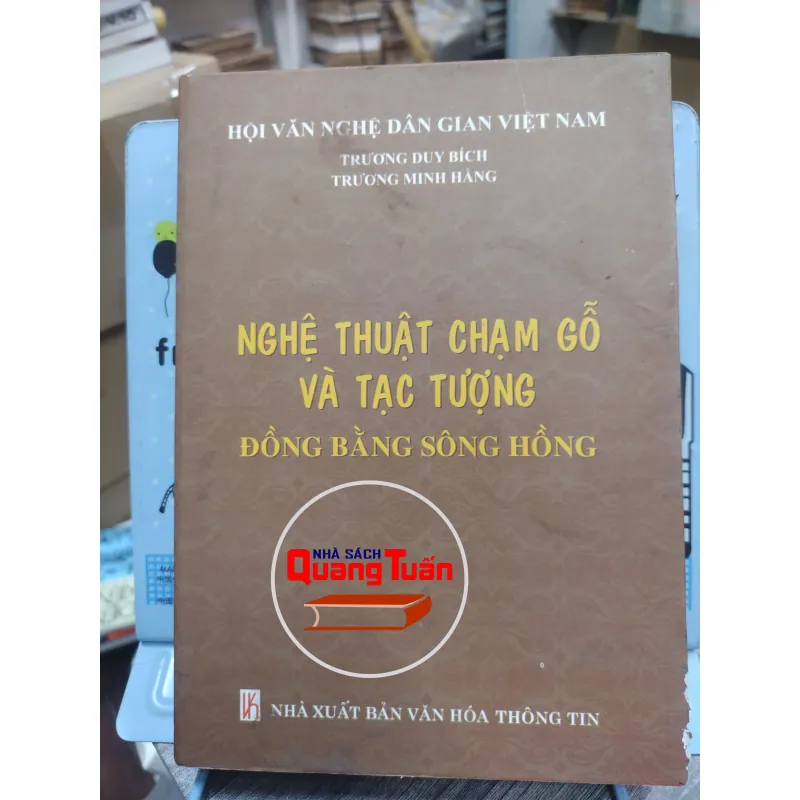 HỘI VĂN NGHỆ DÂN GIAN VIỆT NAM
TRƯƠNG DUY BÍCH
TRƯƠNG MINH HẰNG
NGHỆ THUẬT CHẠM GỖ
VÀ TẠC TƯỢNG
ĐỒNG BẰNG SÔNG HỒNG
NHÀ SÁCH
Quang Tuấn
NHÀ XUẤT BẢN VĂN HÓA THÔNG TIN